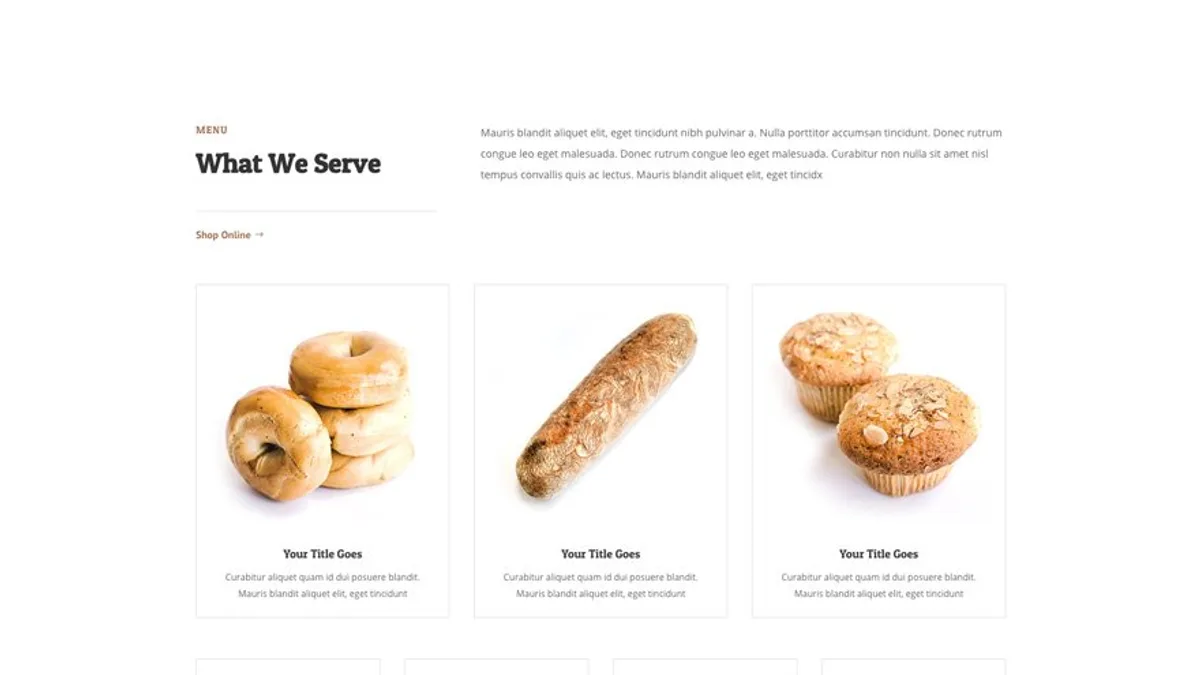 MENU
What We Serve
Shop Online →
Mauris blandit aliquet elit, eget tincidunt nibh pulvinar a. Nulla porttitor accumsan tincidunt. Donec rutrum
congue leo eget malesuada. Donec rutrum congue leo eget malesuada. Curabitur non nulla sit amet nisl
tempus convallis quis ac lectus. Mauris blandit aliquet elit, eget tincidx
Your Title Goes
Curabitur aliquet quam id dui posuere blandit.
Mauris blandit aliquet elit, eget tincidunt
Your Title Goes
Curabitur aliquet quam id dui posuere blandit.
Mauris blandit aliquet elit, eget tincidunt
Your Title Goes
Curabitur aliquet quam id dui posuere blandit.
Mauris blandit aliquet elit, eget tincidunt